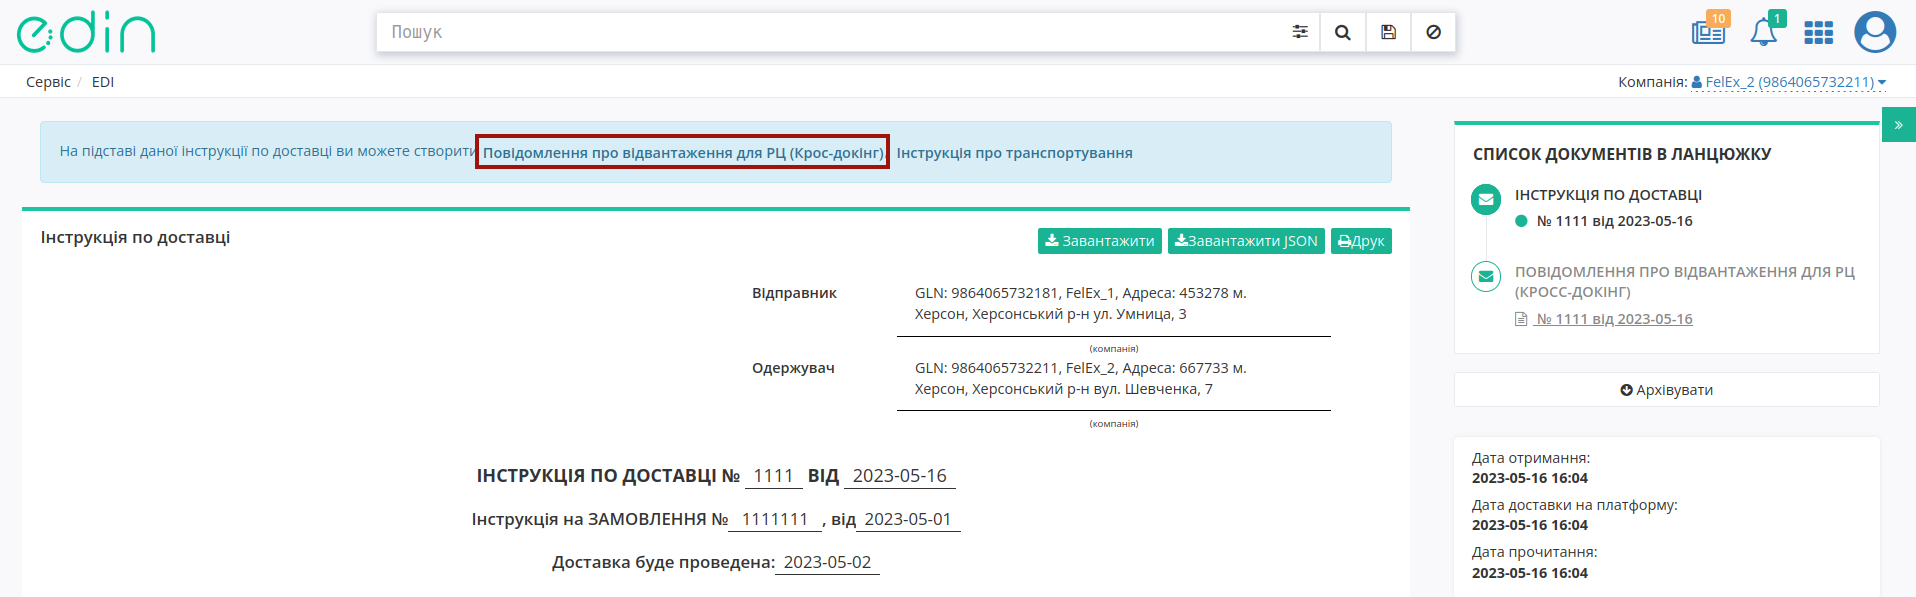 edin
Пошук
10
1
Сервіс / EDI
Компанія: FelEx_2 (9864065732211)
На підставі даної інструкції по доставці ви можете створити Повідомлення про відвантаження для РЦ (Крос-докінг), Інструкція про транспортування
»
Інструкція по доставці
Завантажити
Завантажити JSON
Друк
Відправник
GLN: 9864065732181, FelEx_1, Адреса: 453278 м.
Херсон, Херсонський р-н ул. Умница, 3
(компанія)
Одержувач
GLN: 9864065732211, FelEx_2, Адреса: 667733 м.
Херсон, Херсонський р-н вул. Шевченка, 7
(компанія)
ІНСТРУКЦІЯ ПО ДОСТАВЦІ № 1111 ВІД 2023-05-16
Інструкція на ЗАМОВЛЕННЯ № 1111111 , від 2023-05-01
Доставка буде проведена: 2023-05-02
СПИСОК ДОКУМЕНТІВ В ЛАНЦЮЖКУ
ІНСТРУКЦІЯ ПО ДОСТАВЦІ
№ 1111 від 2023-05-16
ПОВІДОМЛЕННЯ ПРО ВІДВАНТАЖЕННЯ ДЛЯ РЦ
(КРОСС-ДОКІНГ)
№ 1111 від 2023-05-16
Архівувати
Дата отримання:
2023-05-16 16:04
Дата доставки на платформу:
2023-05-16 16:04
Дата прочитання:
2023-05-16 16:04